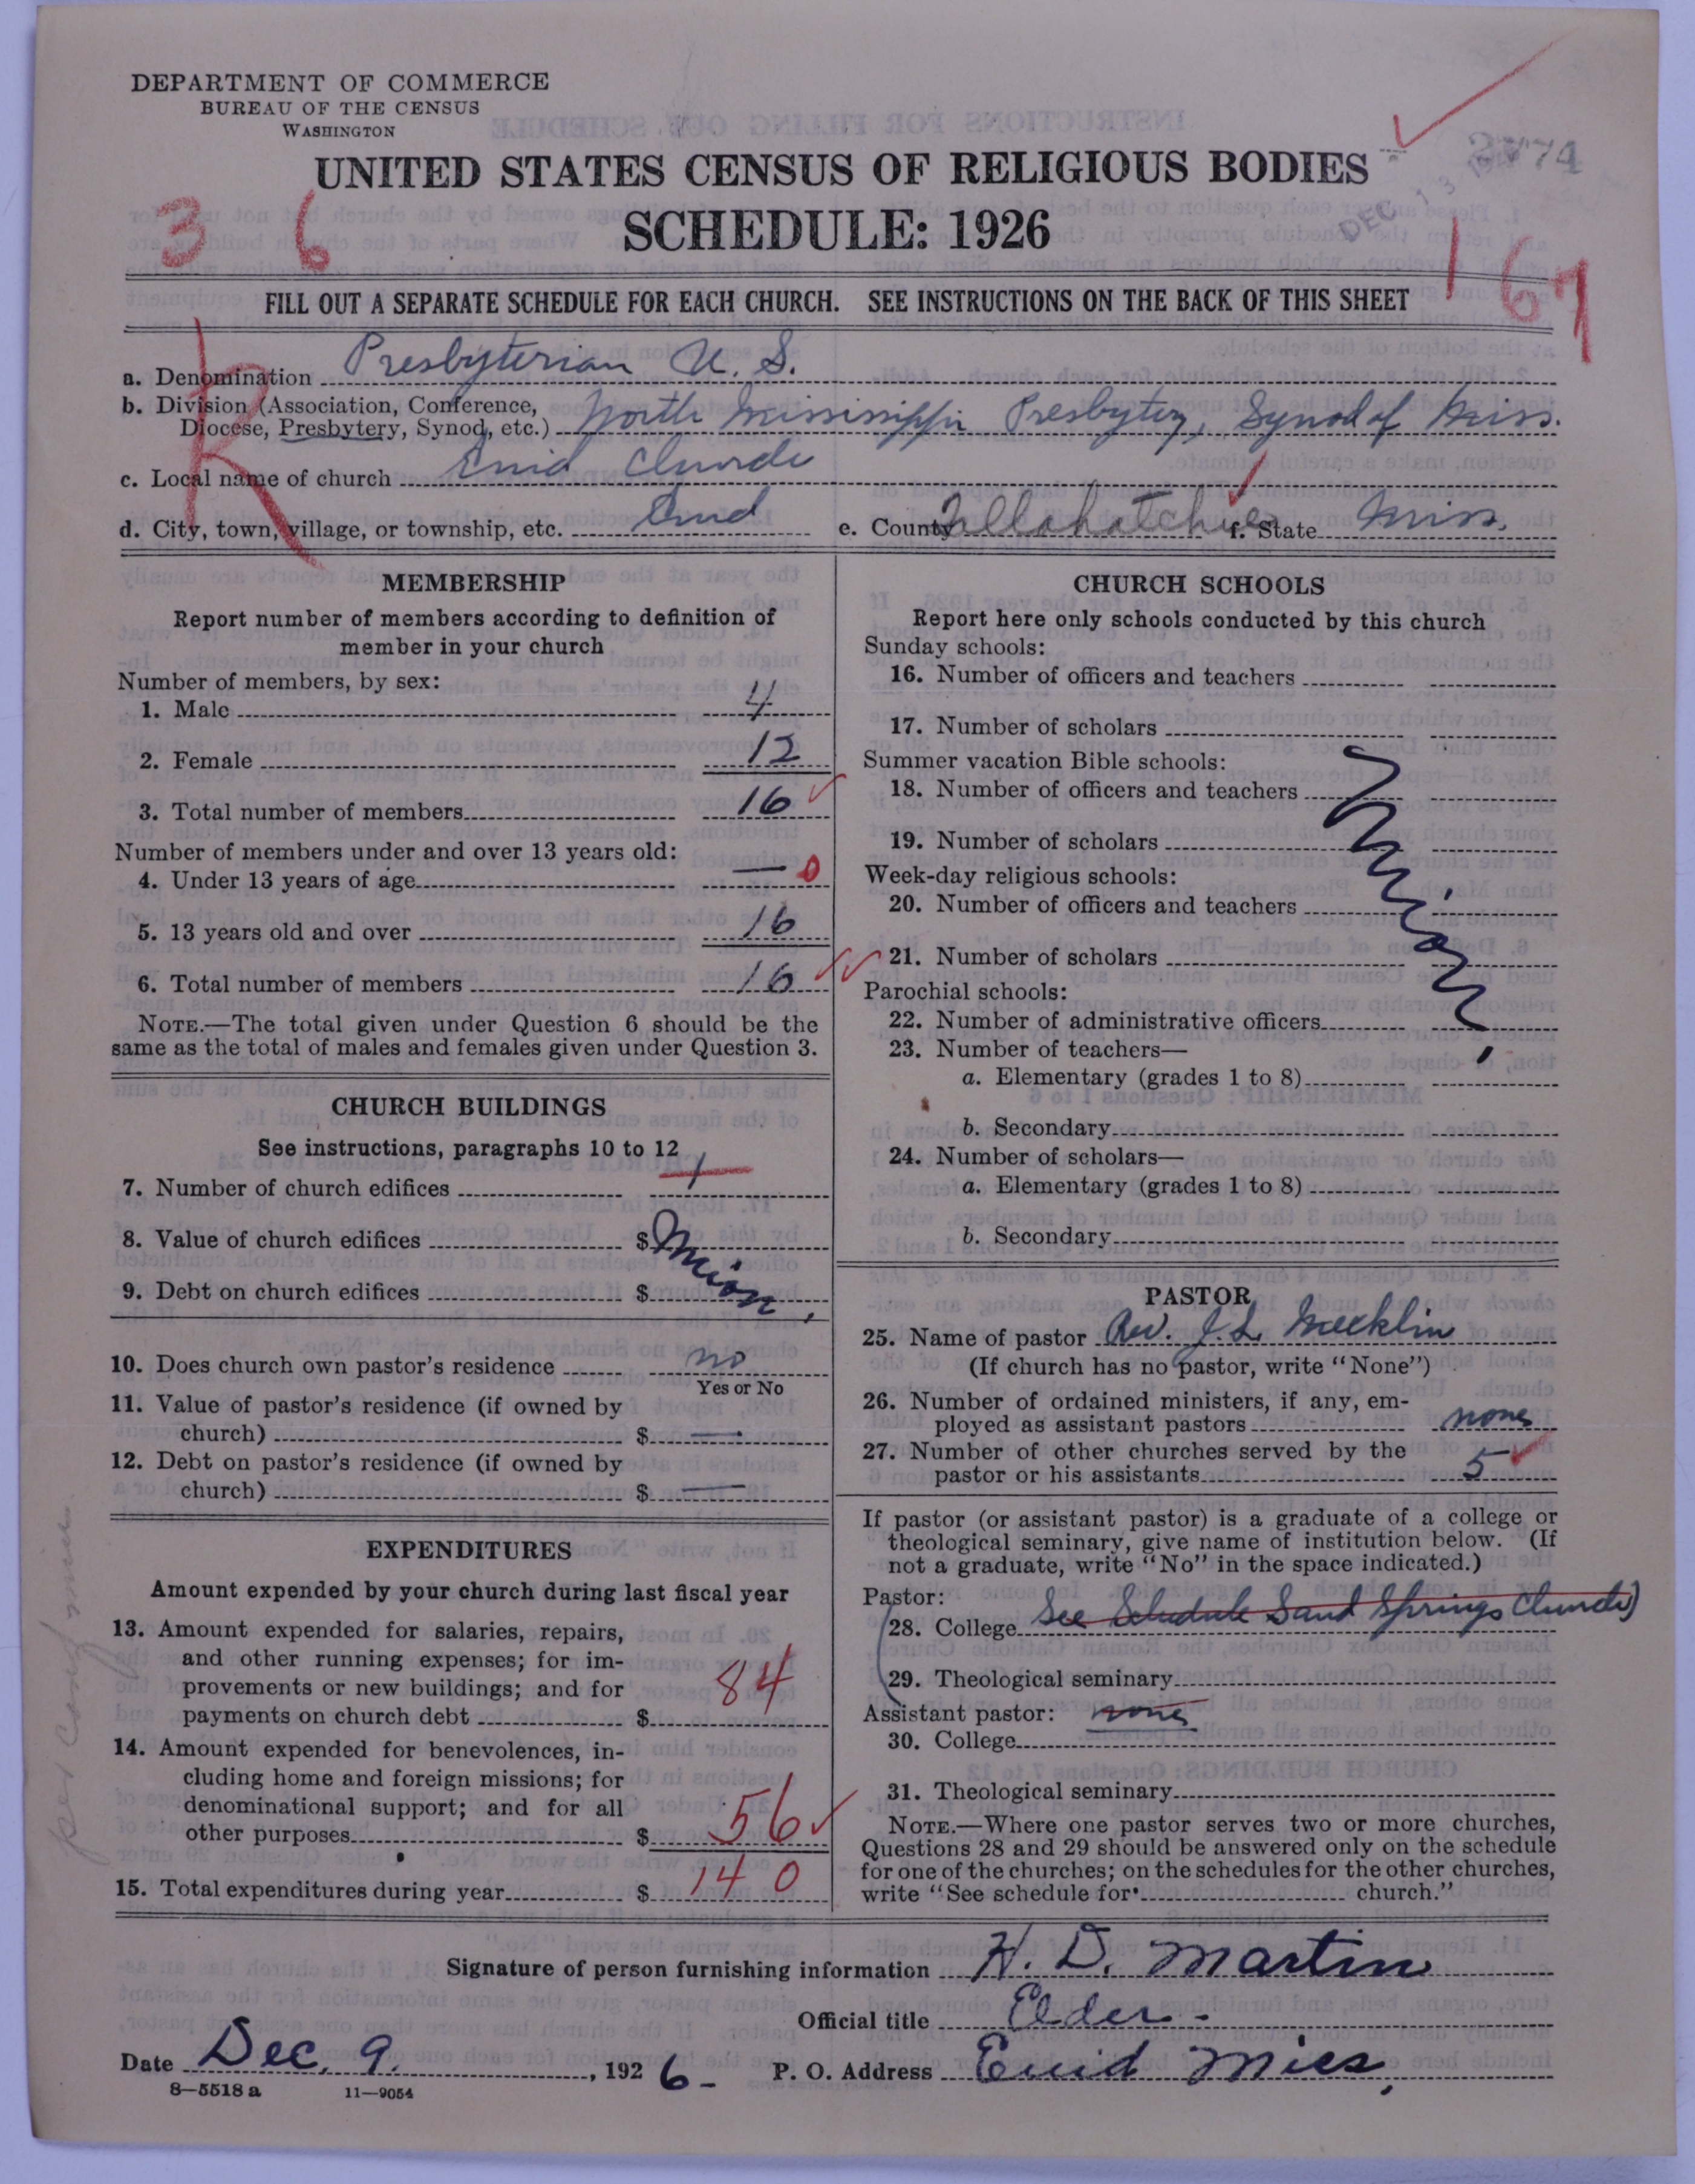 DEPARTMENT OF COMMERCE
BUREAU OF THE CENSUS
WASHINGTON
UNITED STATES CENSUS OF RELIGIOUS BODIES
SCHEDULE: 1926
74
DEC 13
3 6
167
FILL OUT A SEPARATE SCHEDULE FOR EACH CHURCH. SEE INSTRUCTIONS ON THE BACK OF THIS SHEET
R
a. Denomination Presbyterian U. S.
b. Division (Association, Conference,
Diocese, Presbytery, Synod, etc.) North Mississippi Presbytery, Synod of Miss.
c. Local name of church Enid Church
d. City, town, village, or township, etc. Enid e. County Tallahatchie f. State Miss.
MEMBERSHIP
Report number of members according to definition of
member in your church
Number of members, by sex:
1. Male 4
2. Female 12
3. Total number of members 16
Number of members under and over 13 years old:
4. Under 13 years of age — 0
5. 13 years old and over 16
6. Total number of members 16
NOTE.—The total given under Question 6 should be the
same as the total of males and females given under Question 3.
CHURCH BUILDINGS
See instructions, paragraphs 10 to 12
7. Number of church edifices 1
8. Value of church edifices $ Union.
9. Debt on church edifices $
10. Does church own pastor's residence no
Yes or No
11. Value of pastor's residence (if owned by
church) $ —
12. Debt on pastor's residence (if owned by
church) $ —
EXPENDITURES
Amount expended by your church during last fiscal year
13. Amount expended for salaries, repairs,
and other running expenses; for im-
provements or new buildings; and for
payments on church debt $ 84
14. Amount expended for benevolences, in-
cluding home and foreign missions; for
denominational support; and for all
other purposes $ 56
15. Total expenditures during year $ 140
CHURCH SCHOOLS
Report here only schools conducted by this church
Sunday schools:
16. Number of officers and teachers
17. Number of scholars
Summer vacation Bible schools:
18. Number of officers and teachers
19. Number of scholars
Week-day religious schools:
20. Number of officers and teachers
21. Number of scholars
Union.
Parochial schools:
22. Number of administrative officers
23. Number of teachers—
a. Elementary (grades 1 to 8)
b. Secondary
24. Number of scholars—
a. Elementary (grades 1 to 8)
b. Secondary
PASTOR
25. Name of pastor Rev. J. L. Mecklin
(If church has no pastor, write "None")
26. Number of ordained ministers, if any, em-
ployed as assistant pastors none
27. Number of other churches served by the
pastor or his assistants 5
If pastor (or assistant pastor) is a graduate of a college or
theological seminary, give name of institution below. (If
not a graduate, write "No" in the space indicated.)
Pastor:
28. College See Schedule Sand Springs Church)
29. Theological seminary
Assistant pastor: none
30. College
31. Theological seminary
NOTE.—Where one pastor serves two or more churches,
Questions 28 and 29 should be answered only on the schedule
for one of the churches; on the schedules for the other churches,
write "See schedule for church."
Signature of person furnishing information H. D. Martin
Official title Elder.
Date Dec. 9. , 1926- P. O. Address Enid Miss.
8—5518 a 11—9054